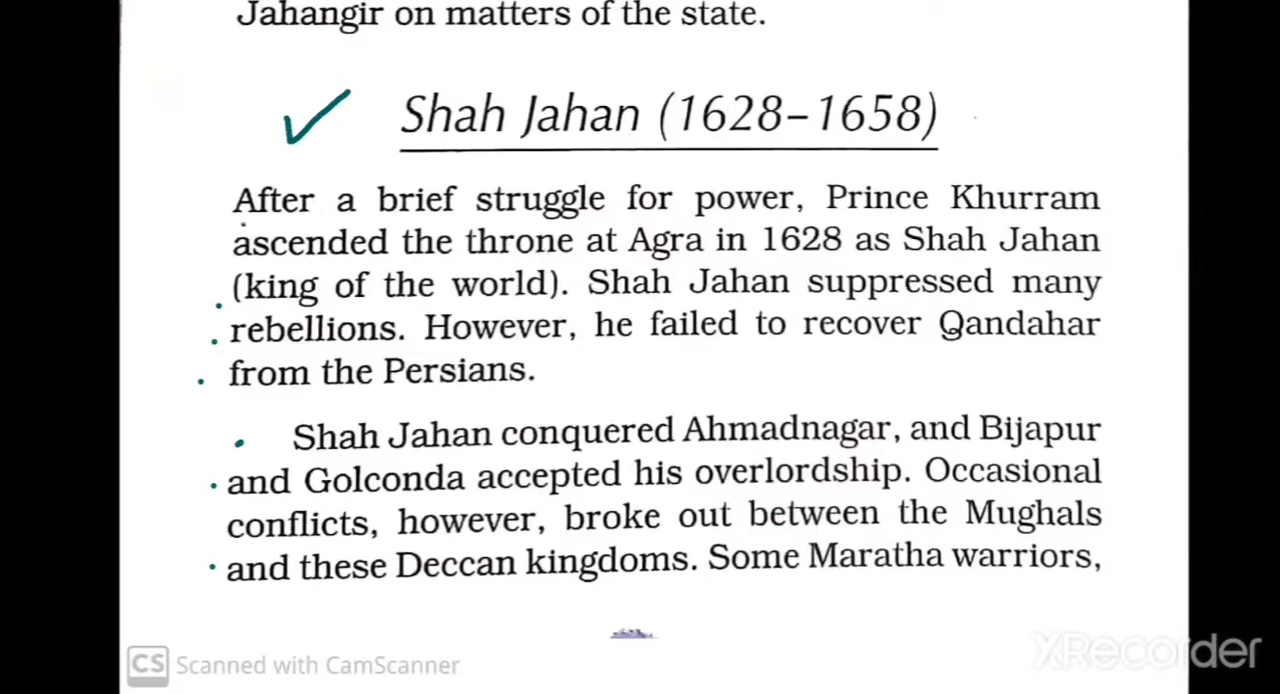 Jahangir on matters of the state.
Shah Jahan (1628–1658)
After a brief struggle for power, Prince Khurram
ascended the throne at Agra in 1628 as Shah Jahan
(king of the world). Shah Jahan suppressed many
rebellions. However, he failed to recover Qandahar
from the Persians.
Shah Jahan conquered Ahmadnagar, and Bijapur
and Golconda accepted his overlordship. Occasional
conflicts, however, broke out between the Mughals
and these Deccan kingdoms. Some Maratha warriors,
CS Scanned with CamScanner
XRecorder